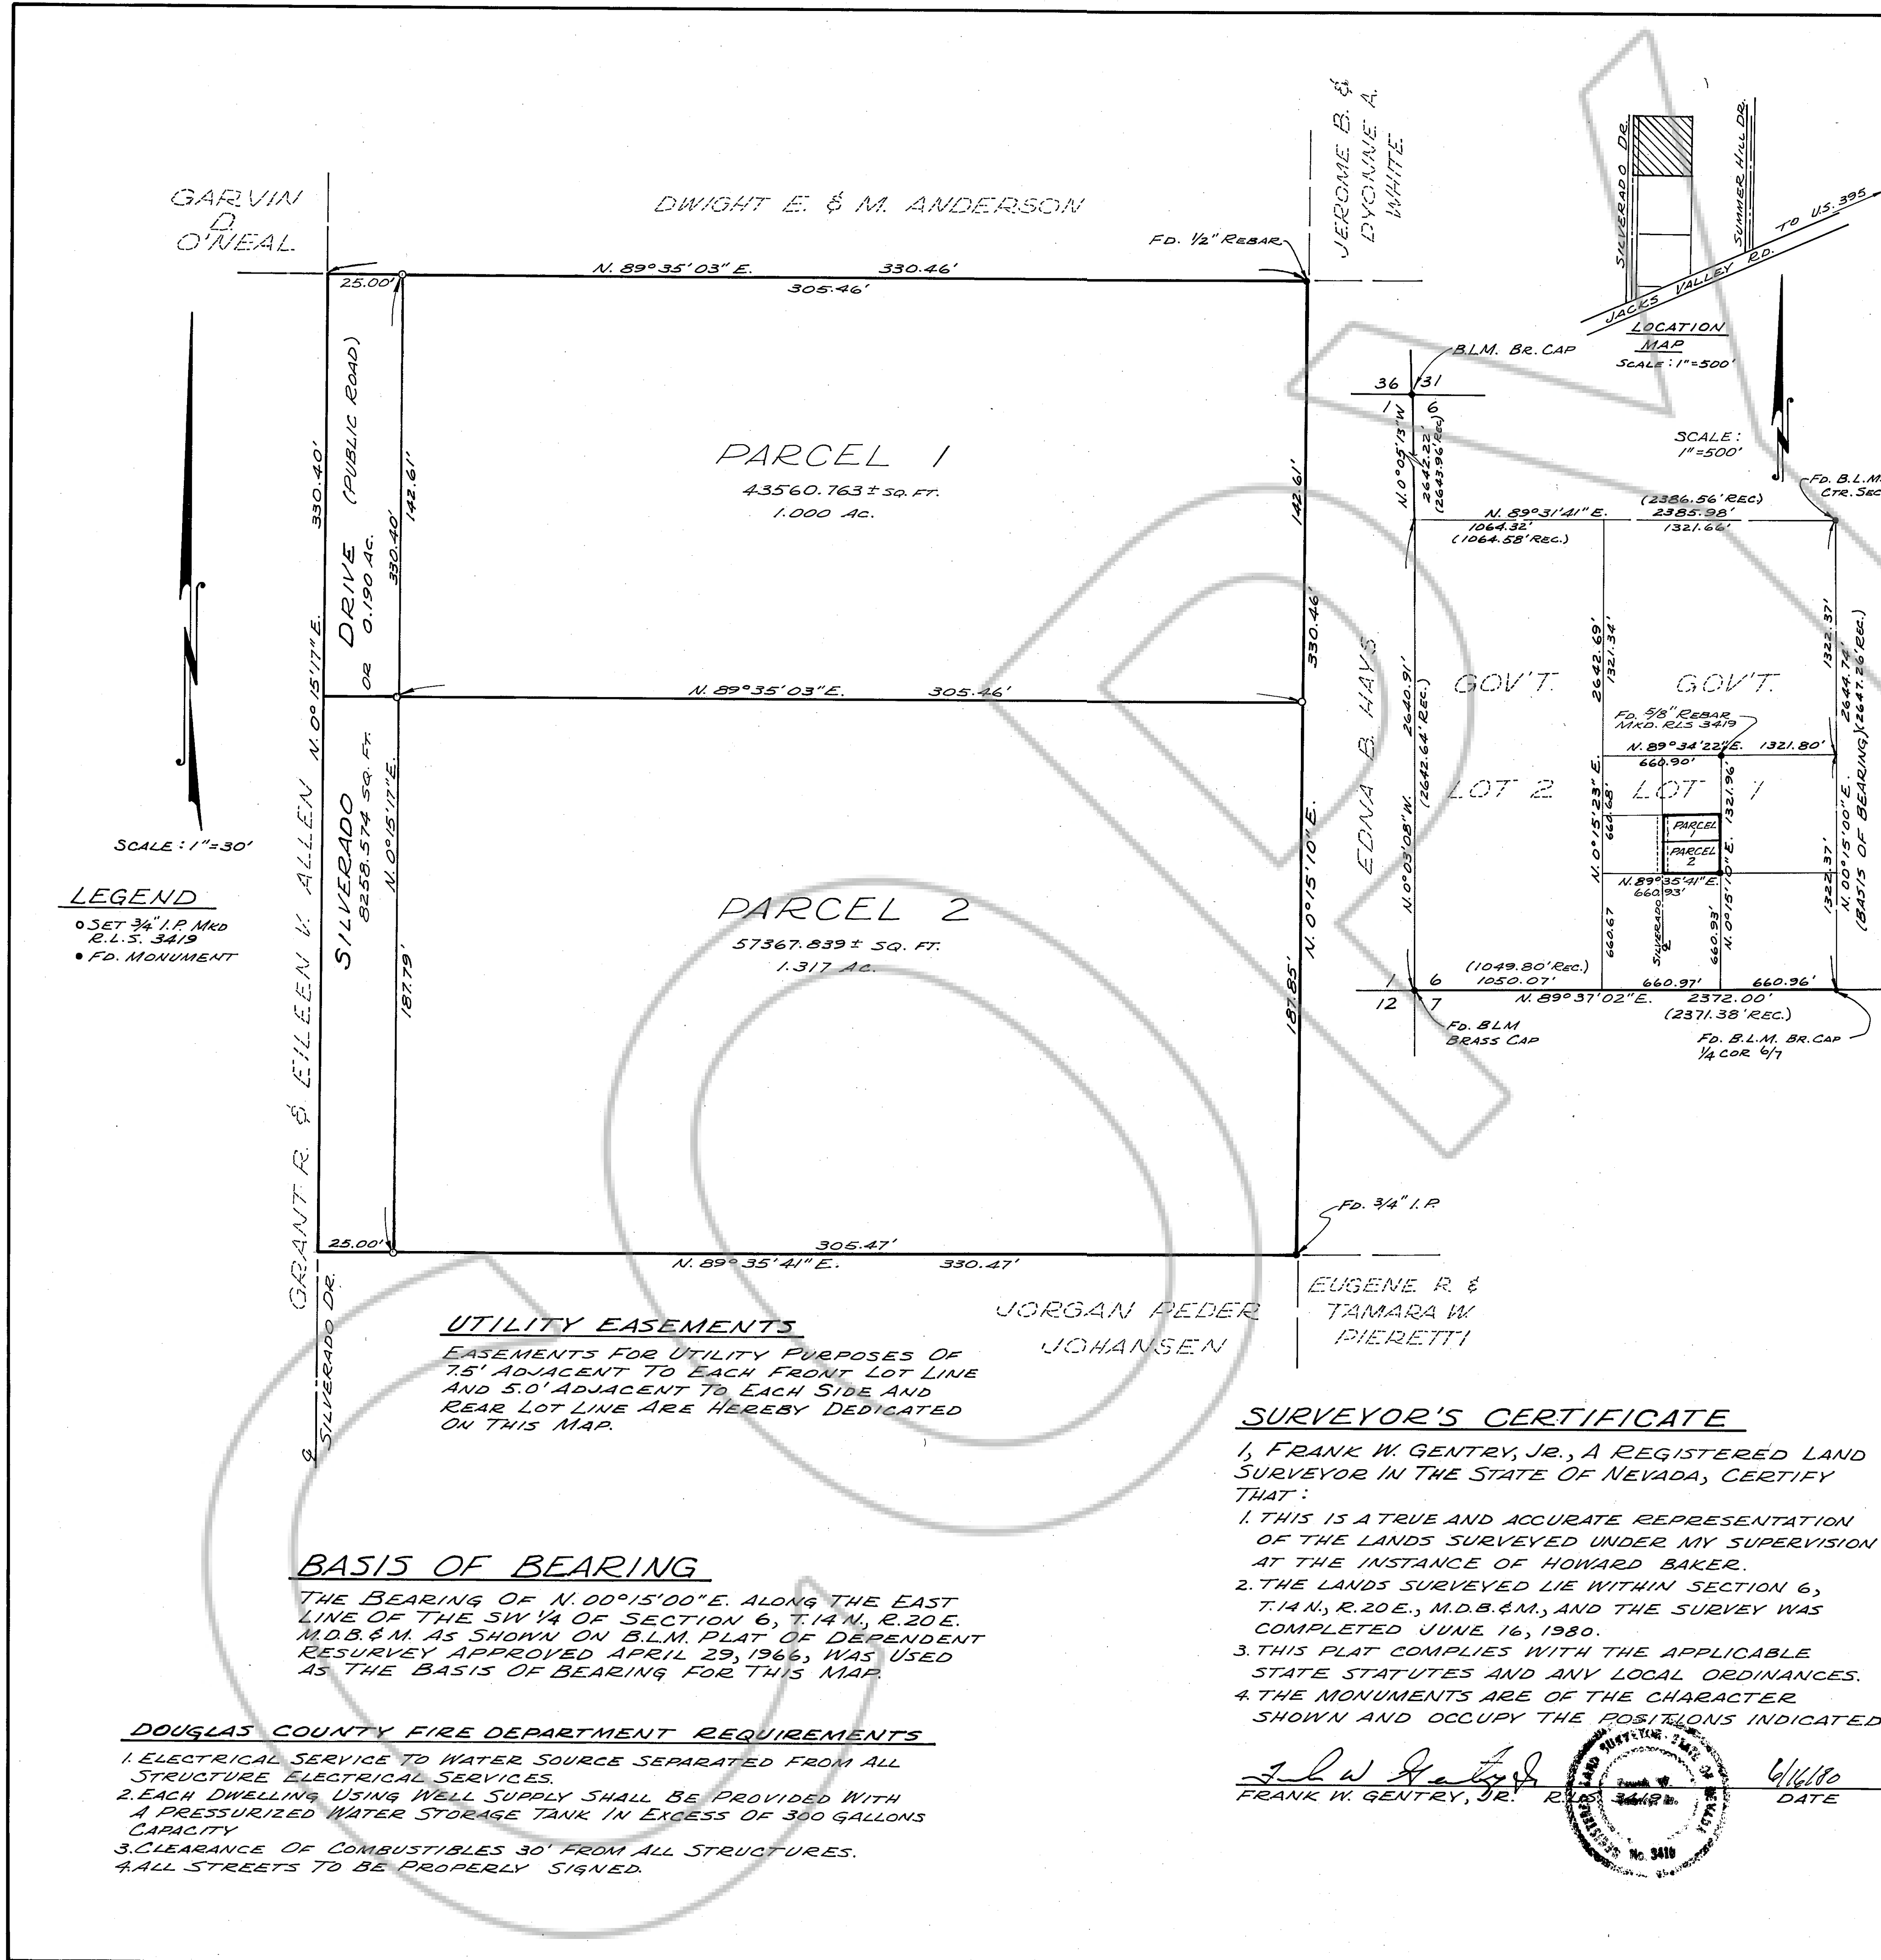 GARVIN
D.
O'NEAL
DWIGHT E. & M. ANDERSON
JEROME B. &
DYONNE A.
WHITE
FD. 1/2" REBAR
N. 89°35'03" E. 330.46'
25.00'
305.46'
SILVERADO DR.
SUMMER HILL DR.
TO U.S. 395
JACKS VALLEY RD.
LOCATION
MAP
SCALE: 1"=500'
330.40'
N. 0°15'17" E.
SILVERADO OR DRIVE (PUBLIC ROAD)
8258.574 SQ. FT. 0.190 AC.
142.61'
330.40'
N. 0°15'17" E.
187.79'
PARCEL 1
43560.763± SQ. FT.
1.000 AC.
142.61'
330.46'
N. 0°15'10" E.
187.85'
N. 89°35'03" E. 305.46'
PARCEL 2
57367.839± SQ. FT.
1.317 AC.
SCALE: 1"=30'
LEGEND
○ SET 3/4" I.P. MKD
R.L.S. 3419
● FD. MONUMENT
GRANT R. & EILEEN V. ALLEN
EDNA B. HAYS
25.00'
305.47'
N. 89°35'41" E. 330.47'
FD. 3/4" I.P.
SILVERADO DR.
JORGAN PEDER
JOHANSEN
EUGENE R. &
TAMARA W.
PIERETTI
B.L.M. BR. CAP
36 31
1 6
N. 0°05'13" W
2642.22'
(2643.96' REC)
SCALE:
1"=500'
FD. B.L.M.
CTR. SEC
(2386.56' REC)
N. 89°31'41" E. 2385.98'
1064.32' 1321.66'
(1064.58' REC.)
GOV'T.
LOT 2
GOV'T.
LOT 1
N. 0°03'08" W. 2640.91'
(2642.64' REC.)
N. 0°15'23" E. 2642.69'
1321.34'
660.68'
660.67
FD. 5/8" REBAR
MKD. RLS 3419
N. 89°34'22" E. 1321.80'
660.90'
PARCEL
1
PARCEL
2
N. 0°15'10" E. 1321.96'
660.93'
N. 89°35'41" E.
660.93'
SILVERADO
1322.37'
1322.37'
N. 00°15'00" E. 2644.74'
(BASIS OF BEARING)(2647.26' REC.)
(1049.80' REC.)
1050.07' 660.97' 660.96'
1 6
12 7
N. 89°37'02" E. 2372.00'
(2371.38' REC.)
FD. BLM
BRASS CAP
FD. B.L.M. BR. CAP
1/4 COR 6/7
UTILITY EASEMENTS
EASEMENTS FOR UTILITY PURPOSES OF
7.5' ADJACENT TO EACH FRONT LOT LINE
AND 5.0' ADJACENT TO EACH SIDE AND
REAR LOT LINE ARE HEREBY DEDICATED
ON THIS MAP.
BASIS OF BEARING
THE BEARING OF N. 00°15'00" E. ALONG THE EAST
LINE OF THE SW 1/4 OF SECTION 6, T.14 N., R.20 E.
M.D.B. & M. AS SHOWN ON B.L.M. PLAT OF DEPENDENT
RESURVEY APPROVED APRIL 29, 1966, WAS USED
AS THE BASIS OF BEARING FOR THIS MAP.
DOUGLAS COUNTY FIRE DEPARTMENT REQUIREMENTS
1. ELECTRICAL SERVICE TO WATER SOURCE SEPARATED FROM ALL
STRUCTURE ELECTRICAL SERVICES.
2. EACH DWELLING USING WELL SUPPLY SHALL BE PROVIDED WITH
A PRESSURIZED WATER STORAGE TANK IN EXCESS OF 300 GALLONS
CAPACITY
3. CLEARANCE OF COMBUSTIBLES 30' FROM ALL STRUCTURES.
4. ALL STREETS TO BE PROPERLY SIGNED.
SURVEYOR'S CERTIFICATE
I, FRANK W. GENTRY, JR., A REGISTERED LAND
SURVEYOR IN THE STATE OF NEVADA, CERTIFY
THAT:
1. THIS IS A TRUE AND ACCURATE REPRESENTATION
OF THE LANDS SURVEYED UNDER MY SUPERVISION
AT THE INSTANCE OF HOWARD BAKER.
2. THE LANDS SURVEYED LIE WITHIN SECTION 6,
T.14 N., R.20 E., M.D.B. & M., AND THE SURVEY WAS
COMPLETED JUNE 16, 1980.
3. THIS PLAT COMPLIES WITH THE APPLICABLE
STATE STATUTES AND ANY LOCAL ORDINANCES.
4. THE MONUMENTS ARE OF THE CHARACTER
SHOWN AND OCCUPY THE POSITIONS INDICATED
6/16/80
FRANK W. GENTRY, JR. R.L.S. 3419 DATE
REGISTERED LAND SURVEYOR - STATE OF NEVADA
No. 3419
COPY